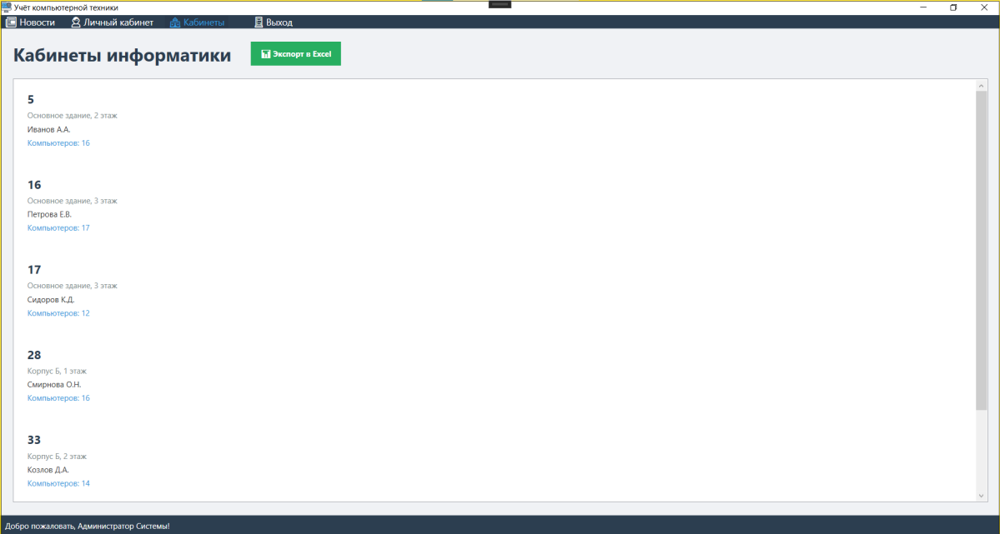 Учёт компьютерной техники
Новости Личный кабинет Кабинеты Выход
Кабинеты информатики
Экспорт в Excel
5
Основное здание, 2 этаж
Иванов А.А.
Компьютеров: 16
16
Основное здание, 3 этаж
Петрова Е.В.
Компьютеров: 17
17
Основное здание, 3 этаж
Сидоров К.Д.
Компьютеров: 12
28
Корпус Б, 1 этаж
Смирнова О.Н.
Компьютеров: 16
33
Корпус Б, 2 этаж
Козлов Д.А.
Компьютеров: 14
Добро пожаловать, Администратор Системы!